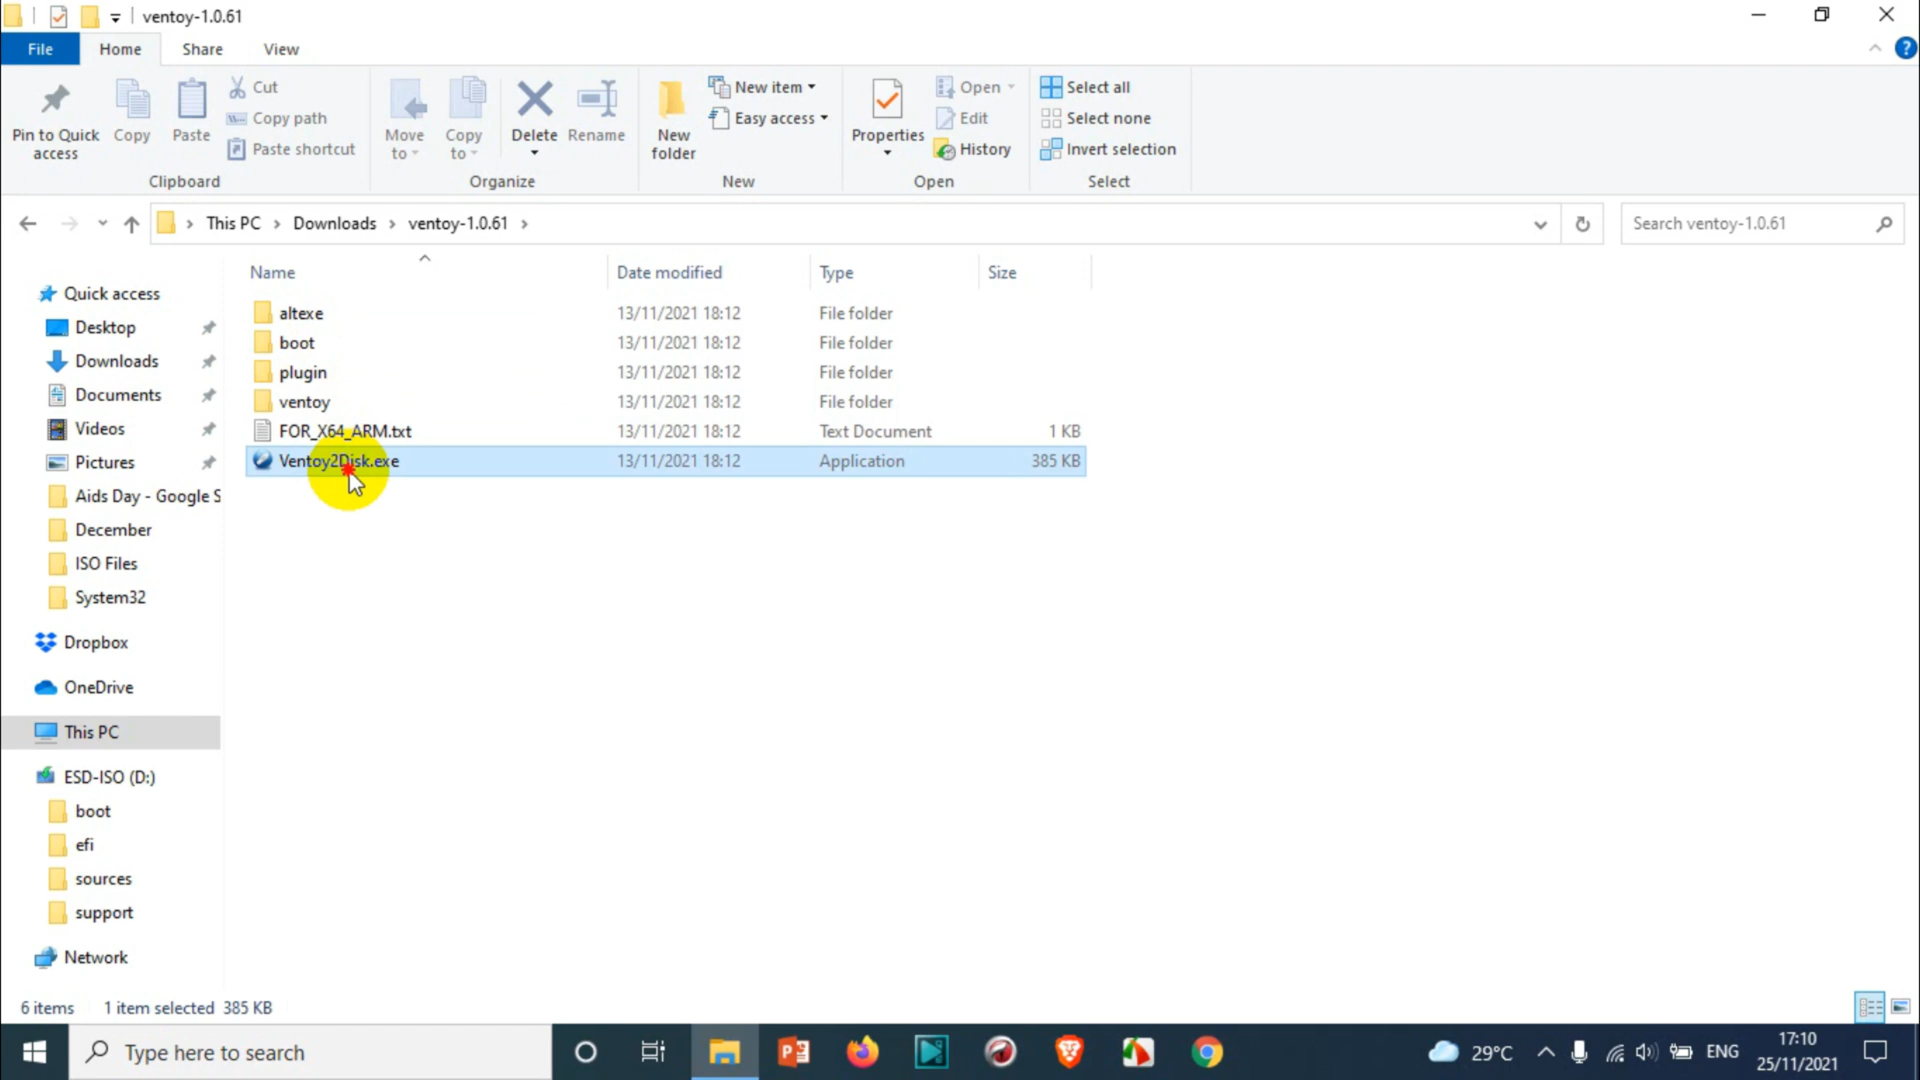 ventoy-1.0.61
File Home Share View
Pin to Quick access
Copy
Paste
Cut
Copy path
Paste shortcut
Clipboard
Move to
Copy to
Delete
Rename
Organize
New folder
New item
Easy access
New
Properties
Open
Edit
History
Open
Select all
Select none
Invert selection
Select
This PC Downloads ventoy-1.0.61
Search ventoy-1.0.61
Name Date modified Type Size
altexe 13/11/2021 18:12 File folder
boot 13/11/2021 18:12 File folder
plugin 13/11/2021 18:12 File folder
ventoy 13/11/2021 18:12 File folder
FOR_X64_ARM.txt 13/11/2021 18:12 Text Document 1 KB
Ventoy2Disk.exe 13/11/2021 18:12 Application 385 KB
Quick access
Desktop
Downloads
Documents
Videos
Pictures
Aids Day - Google S
December
ISO Files
System32
Dropbox
OneDrive
This PC
ESD-ISO (D:)
boot
efi
sources
support
Network
6 items 1 item selected 385 KB
Type here to search
29°C
ENG
17:10
25/11/2021